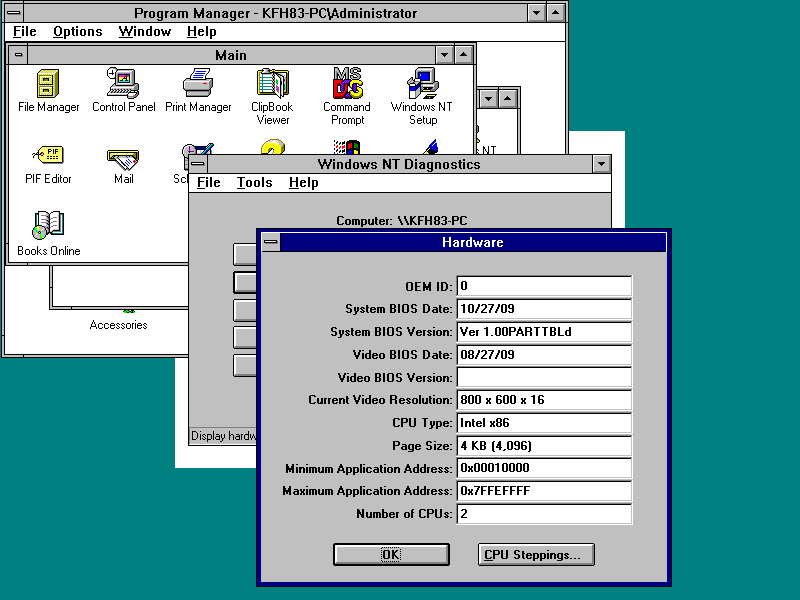 Program Manager - KFH83-PC\Administrator
File Options Window Help
Main
File Manager
Control Panel
Print Manager
ClipBook Viewer
Command Prompt
Windows NT Setup
PIF Editor
Mail
NT
Books Online
Accessories
Windows NT Diagnostics
File Tools Help
Computer: \\KFH83-PC
Display hardw
Hardware
OEM ID: 0
System BIOS Date: 10/27/09
System BIOS Version: Ver 1.00PARTTBLd
Video BIOS Date: 08/27/09
Video BIOS Version:
Current Video Resolution: 800 x 600 x 16
CPU Type: Intel x86
Page Size: 4 KB (4,096)
Minimum Application Address: 0x00010000
Maximum Application Address: 0x7FFEFFFF
Number of CPUs: 2
OK
CPU Steppings...